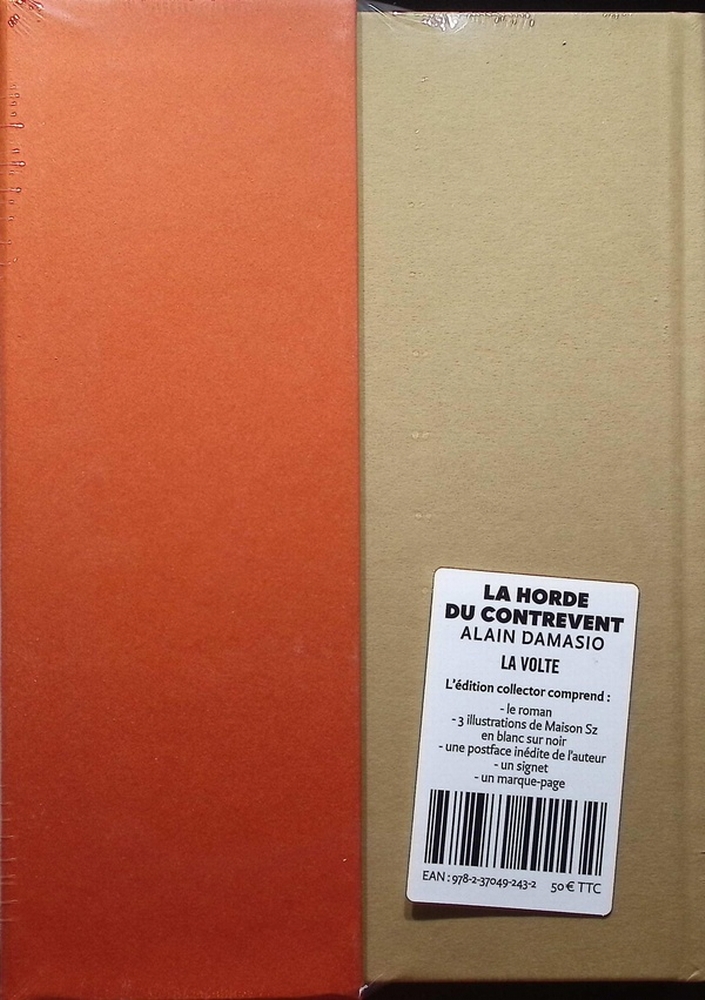 LA HORDE
DU CONTREVENT
ALAIN DAMASIO
LA VOLTE
L'édition collector comprend :
- le roman
- 3 illustrations de Maison Sz
en blanc sur noir
- une postface inédite de l'auteur
- un signet
- un marque-page
EAN : 978-2-37049-243-2 50 € TTC